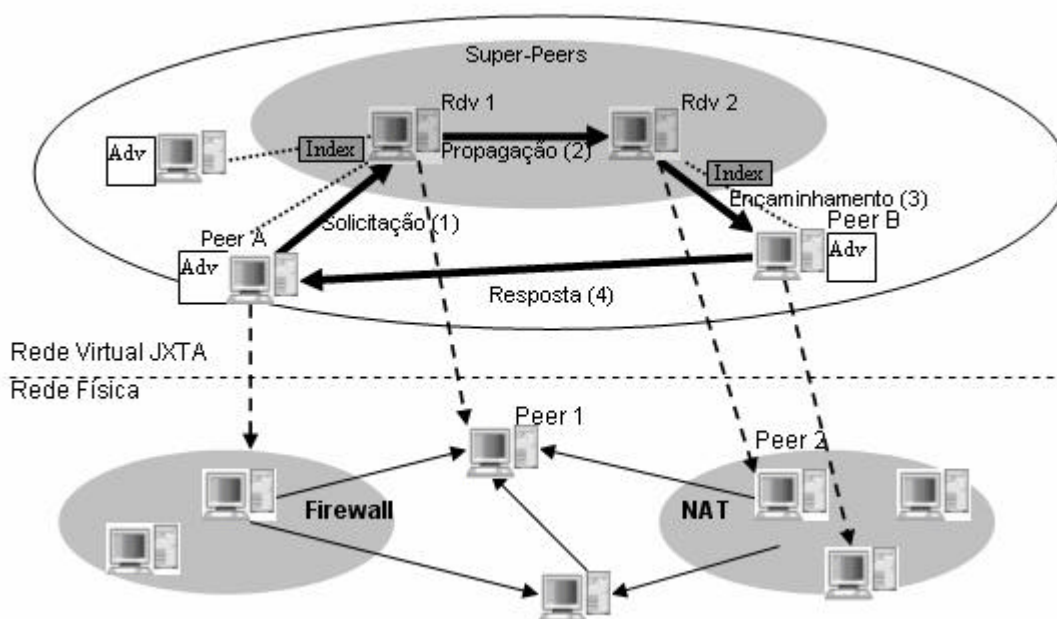 Super-Peers
Rdv 1
Rdv 2
Adv
Index
Propagação (2)
Index
Encaminhamento (3)
Solicitação (1)
Peer A
Peer B
Adv
Adv
Resposta (4)
Rede Virtual JXTA
Rede Física
Peer 1
Peer 2
Firewall
NAT